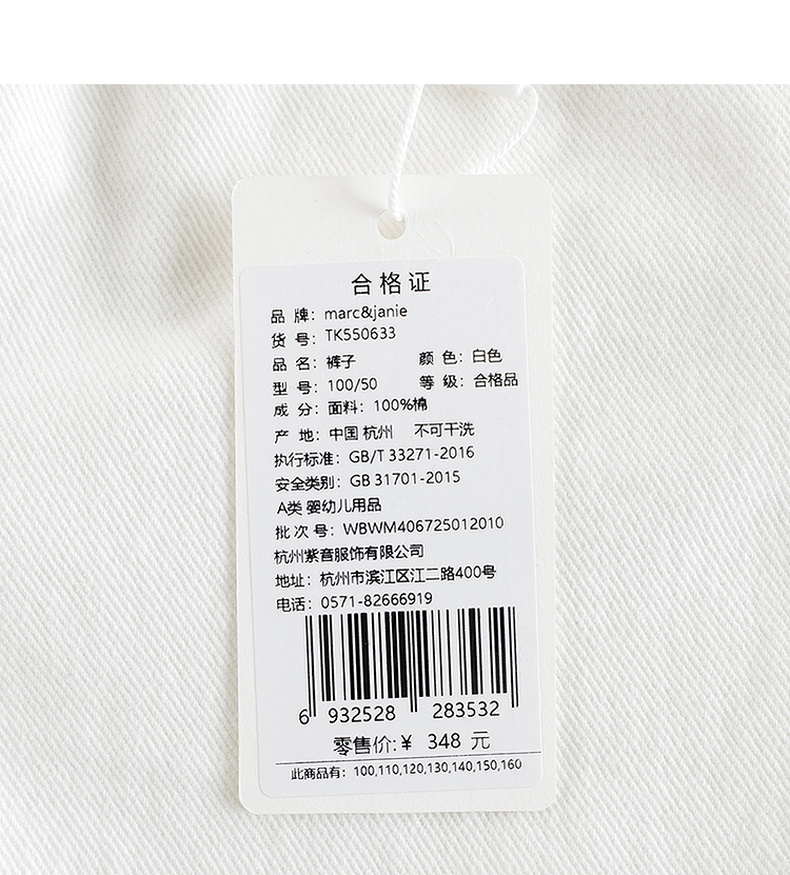 合格证
品 牌：marc&janie
货 号：TK550633
品 名：裤子 颜 色：白色
型 号：100/50 等 级：合格品
成 分：面料：100%棉
产 地：中国 杭州 不可干洗
执行标准：GB/T 33271-2016
安全类别：GB 31701-2015
A类 婴幼儿用品
批 次 号：WBWM406725012010
杭州紫音服饰有限公司
地址：杭州市滨江区江二路400号
电话：0571-82666919
6 932528 283532
零售价:¥ 348 元
此商品有：100,110,120,130,140,150,160